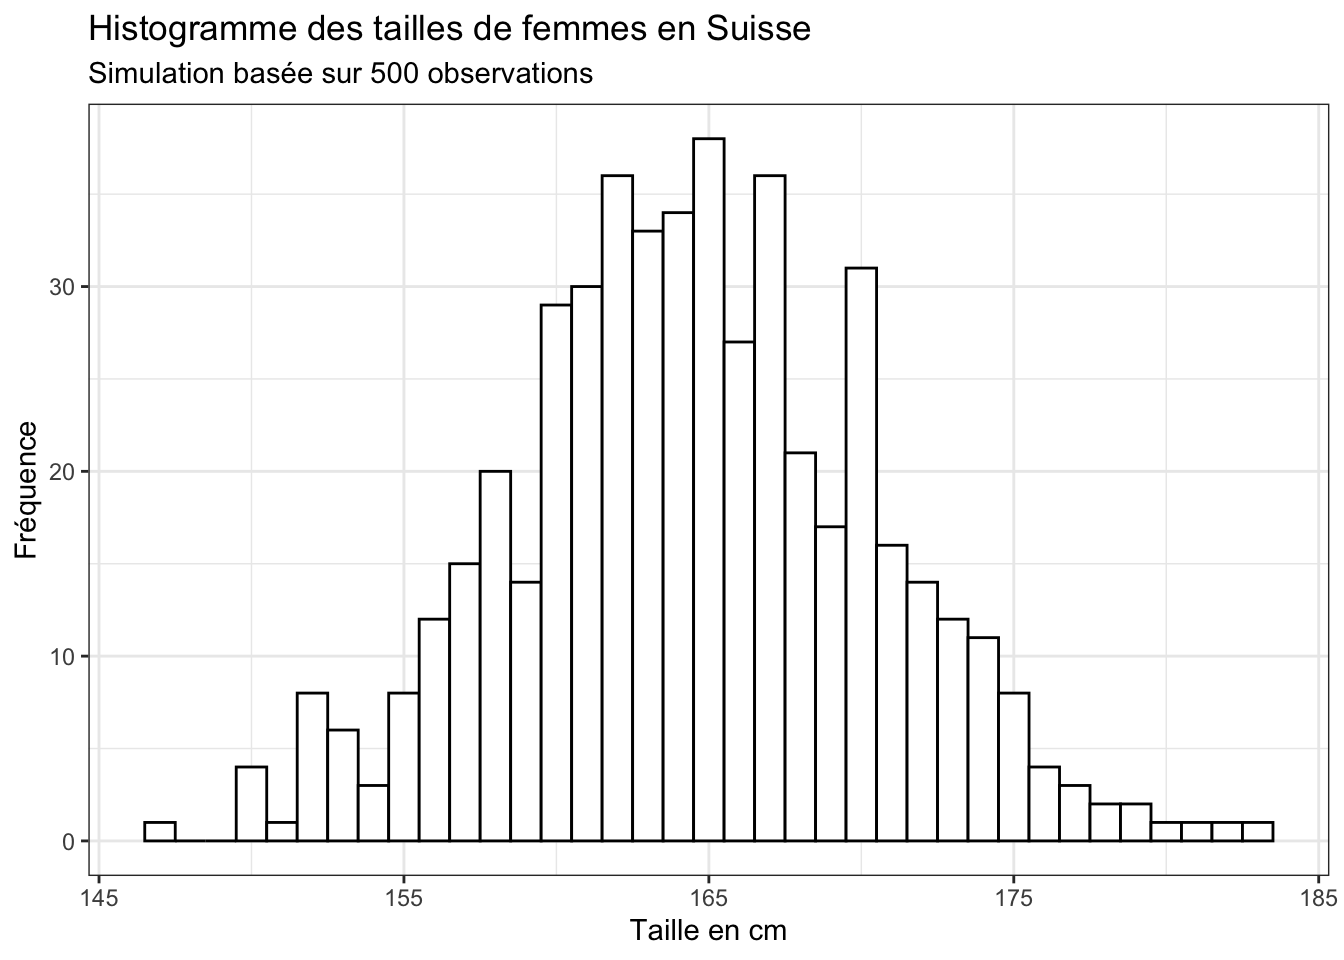 Histogramme des tailles de femmes en Suisse
Simulation basée sur 500 observations
Fréquence
30
20
10
0
145 155 165 175 185
Taille en cm